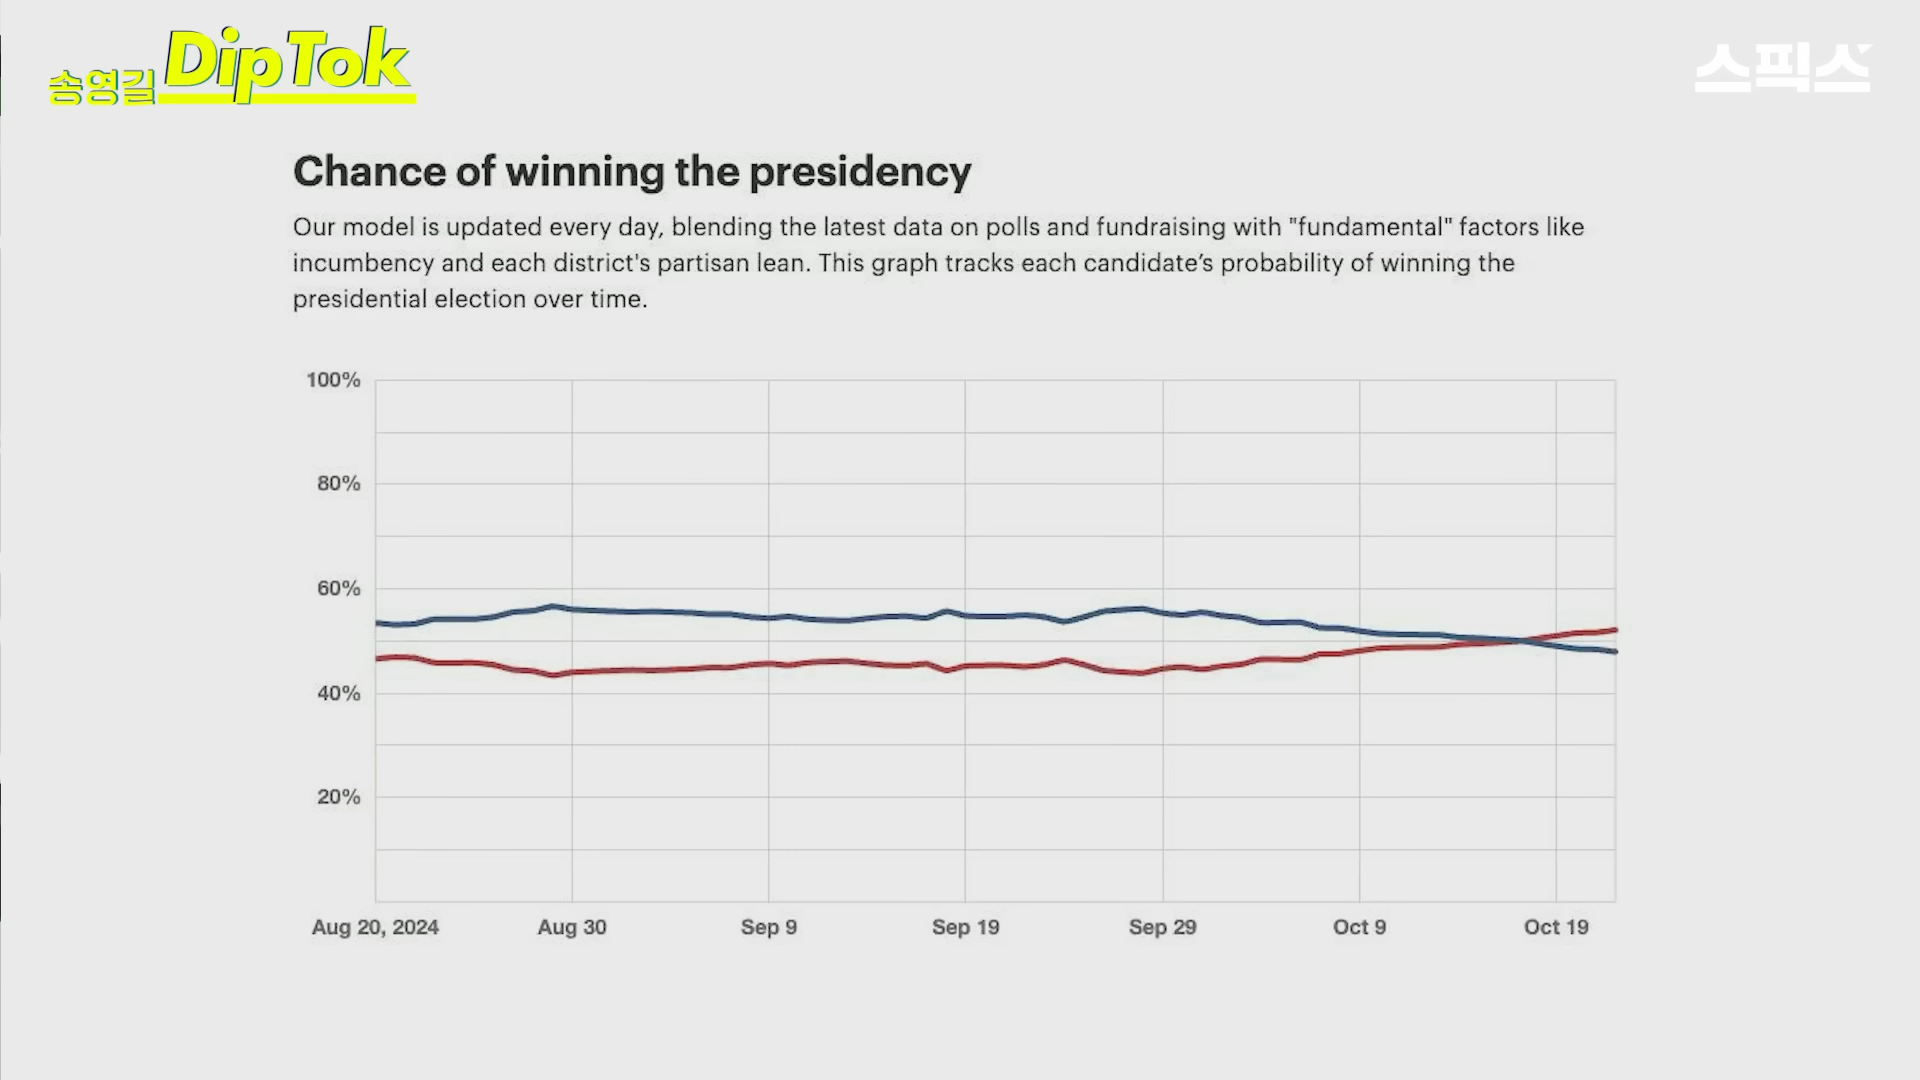 송영길 DipTok
스픽스
Chance of winning the presidency
Our model is updated every day, blending the latest data on polls and fundraising with "fundamental" factors like
incumbency and each district's partisan lean. This graph tracks each candidate’s probability of winning the
presidential election over time.
100%
80%
60%
40%
20%
Aug 20, 2024 Aug 30 Sep 9 Sep 19 Sep 29 Oct 9 Oct 19